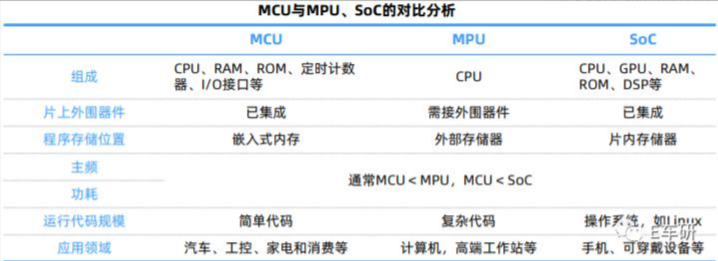 MCU与MPU、SoC的对比分析
MCU MPU SoC
组成 CPU、RAM、ROM、定时计数器、I/O接口等 CPU CPU、GPU、RAM、ROM、DSP等
片上外围器件 已集成 需接外围器件 已集成
程序存储位置 嵌入式内存 外部存储器 片内存储器
主频
通常MCU<MPU，MCU<SoC
功耗
运行代码规模 简单代码 复杂代码 操作系统，如Linux
应用领域 汽车、工控、家电和消费等 计算机，高端工作站等 手机、可穿戴设备等
E车研